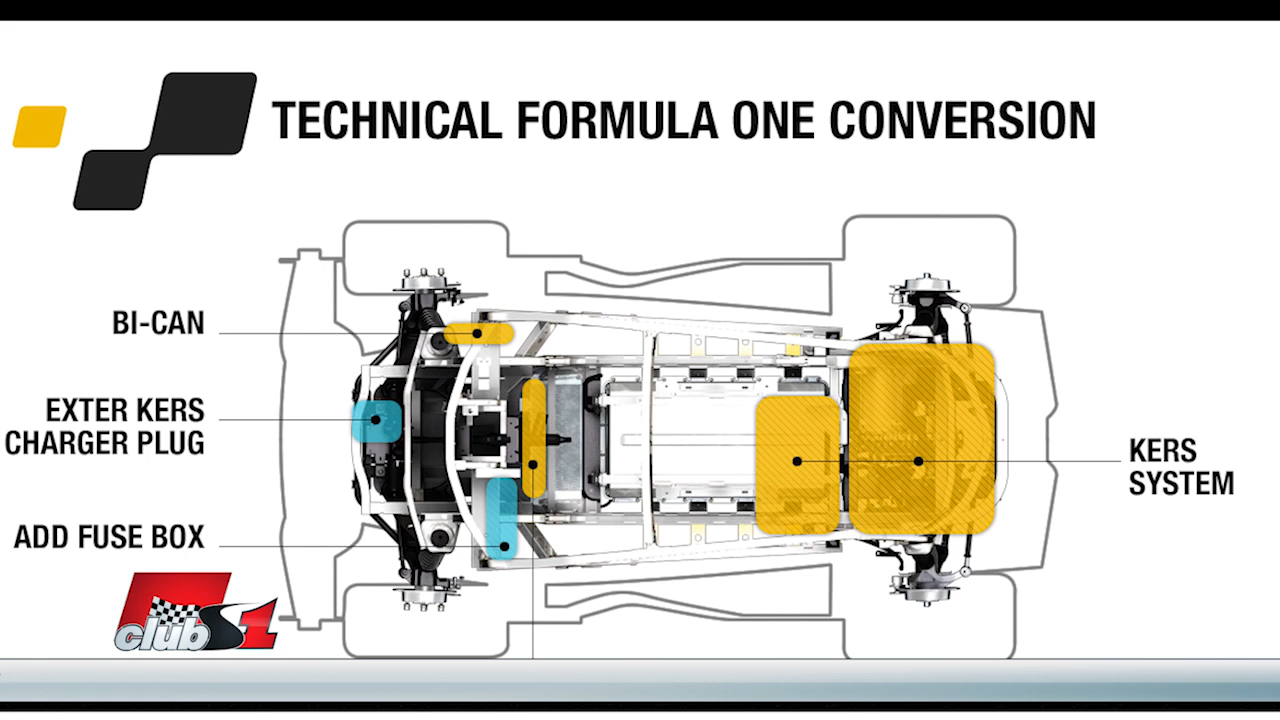 TECHNICAL FORMULA ONE CONVERSION
BI-CAN
EXTER KERS
CHARGER PLUG
ADD FUSE BOX
KERS
SYSTEM
club S1